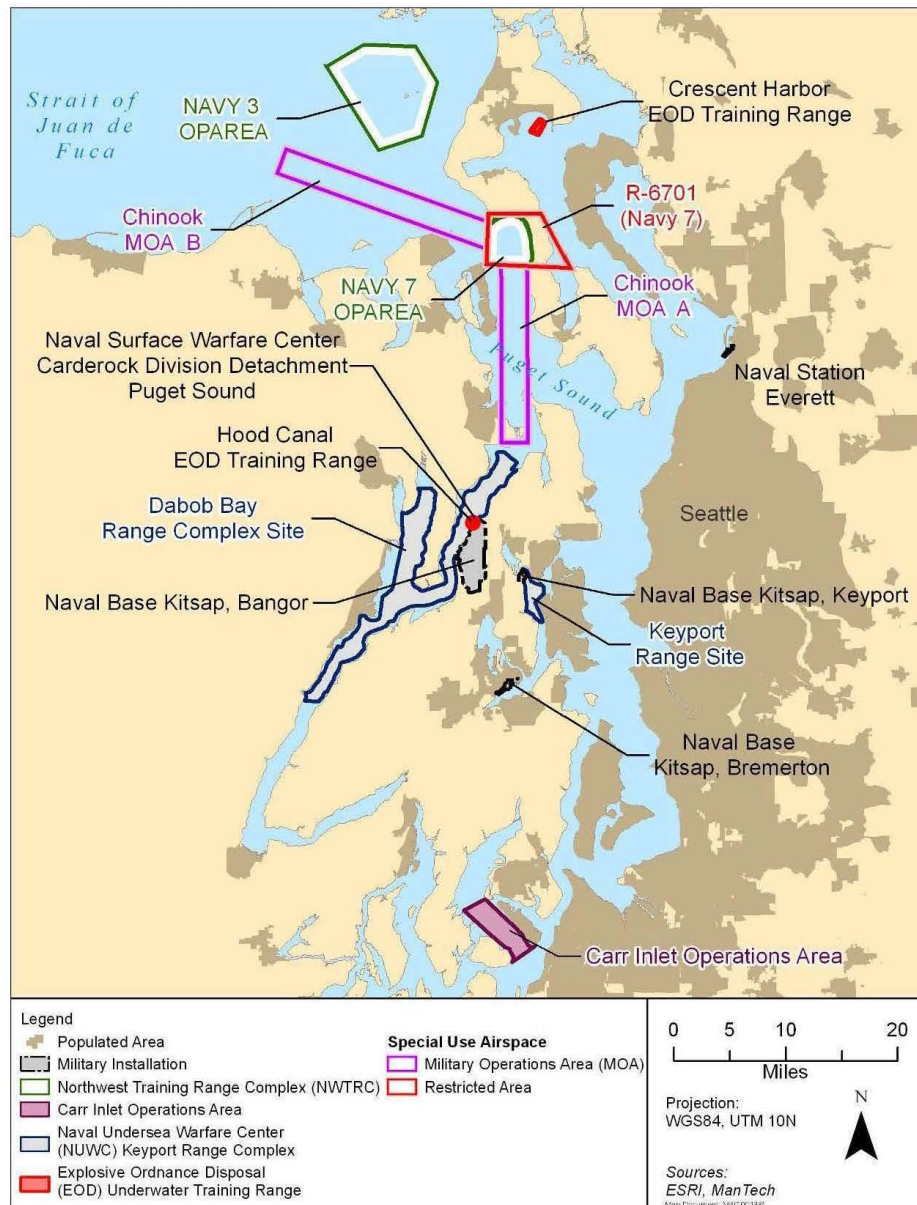 Strait of
Juan de
Fuca
NAVY 3
OPAREA
Crescent Harbor
EOD Training Range
R-6701
(Navy 7)
Chinook
MOA B
NAVY 7
OPAREA
Chinook
MOA A
Naval Surface Warfare Center
Carderock Division Detachment
Puget Sound
Puget Sound
Naval Station
Everett
Hood Canal
EOD Training Range
Dabob Bay
Range Complex Site
Seattle
Naval Base Kitsap, Bangor
Naval Base Kitsap, Keyport
Keyport
Range Site
Naval Base
Kitsap, Bremerton
Carr Inlet Operations Area
Legend
Populated Area
Military Installation
Northwest Training Range Complex (NWTRC)
Carr Inlet Operations Area
Naval Undersea Warfare Center
(NUWC) Keyport Range Complex
Explosive Ordnance Disposal
(EOD) Underwater Training Range
Special Use Airspace
Military Operations Area (MOA)
Restricted Area
0 5 10 20
Miles
Projection:
WGS84, UTM 10N
N
Sources:
ESRI, ManTech